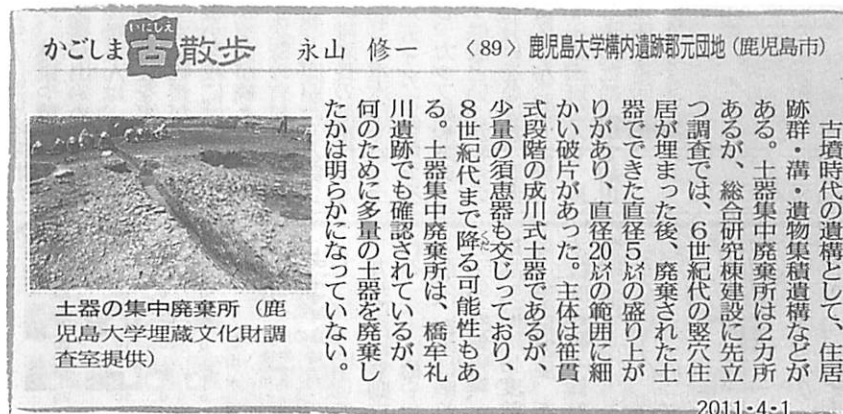 かごしま古散歩 永山 修一 〈89〉 鹿児島大学構内遺跡郡元団地(鹿児島市)
いにしえ
古墳時代の遺構として、住居
跡群・溝・遺物集積遺構などが
ある。土器集中廃棄所は2カ所
あるが、総合研究棟建設に先立
つ調査では、6世紀代の竪穴住
居が埋まった後、廃棄された土
器でできた直径5㍍の盛り上が
りがあり、直径20㍍の範囲に細
かい破片があった。主体は笹貫
式段階の成川式土器であるが、
少量の須恵器も交じっており、
8世紀代まで降る可能性もあ
くだ
る。土器集中廃棄所は、橋牟礼
川遺跡でも確認されているが、
何のために多量の土器を廃棄し
たかは明らかになっていない。
土器の集中廃棄所(鹿
児島大学埋蔵文化財調
査室提供)
2011・4・1